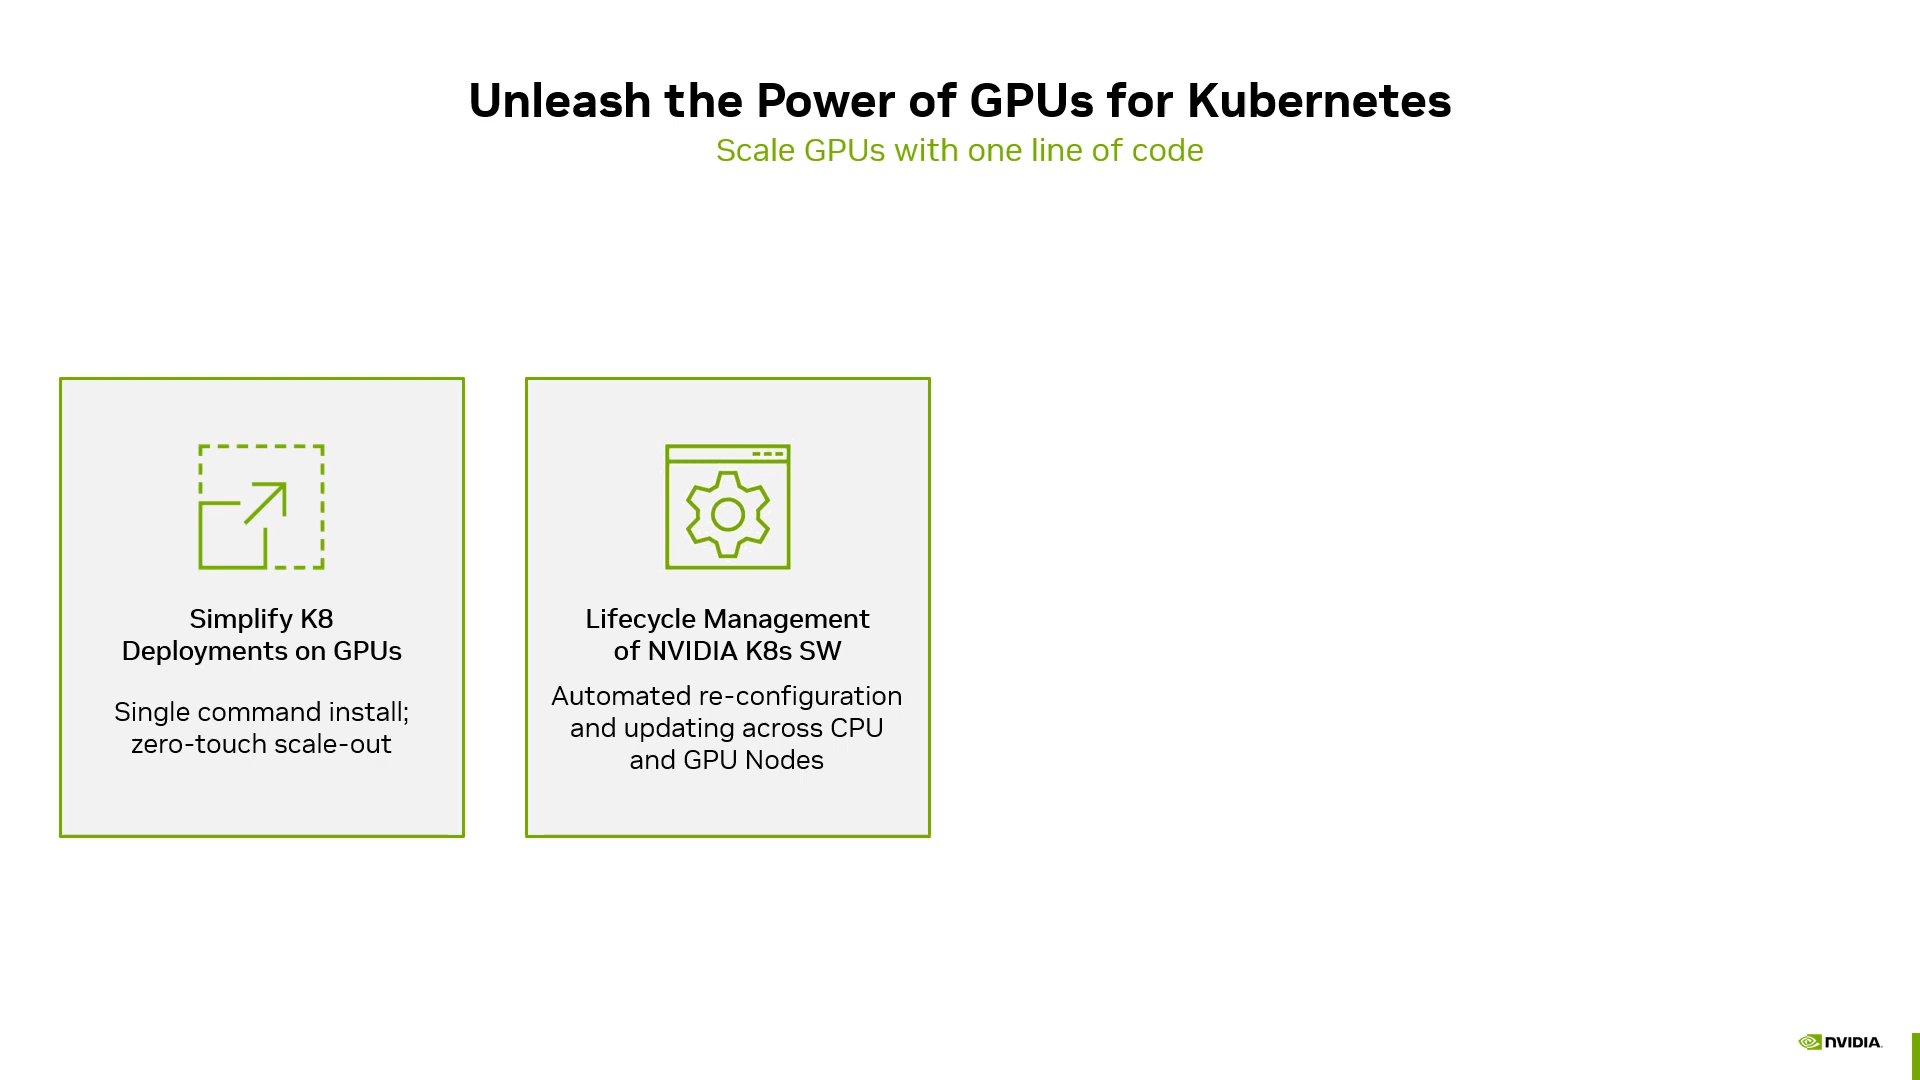 Unleash the Power of GPUs for Kubernetes
Scale GPUs with one line of code
Simplify K8
Deployments on GPUs
Single command install;
zero-touch scale-out
Lifecycle Management
of NVIDIA K8s SW
Automated re-configuration
and updating across CPU
and GPU Nodes
NVIDIA.